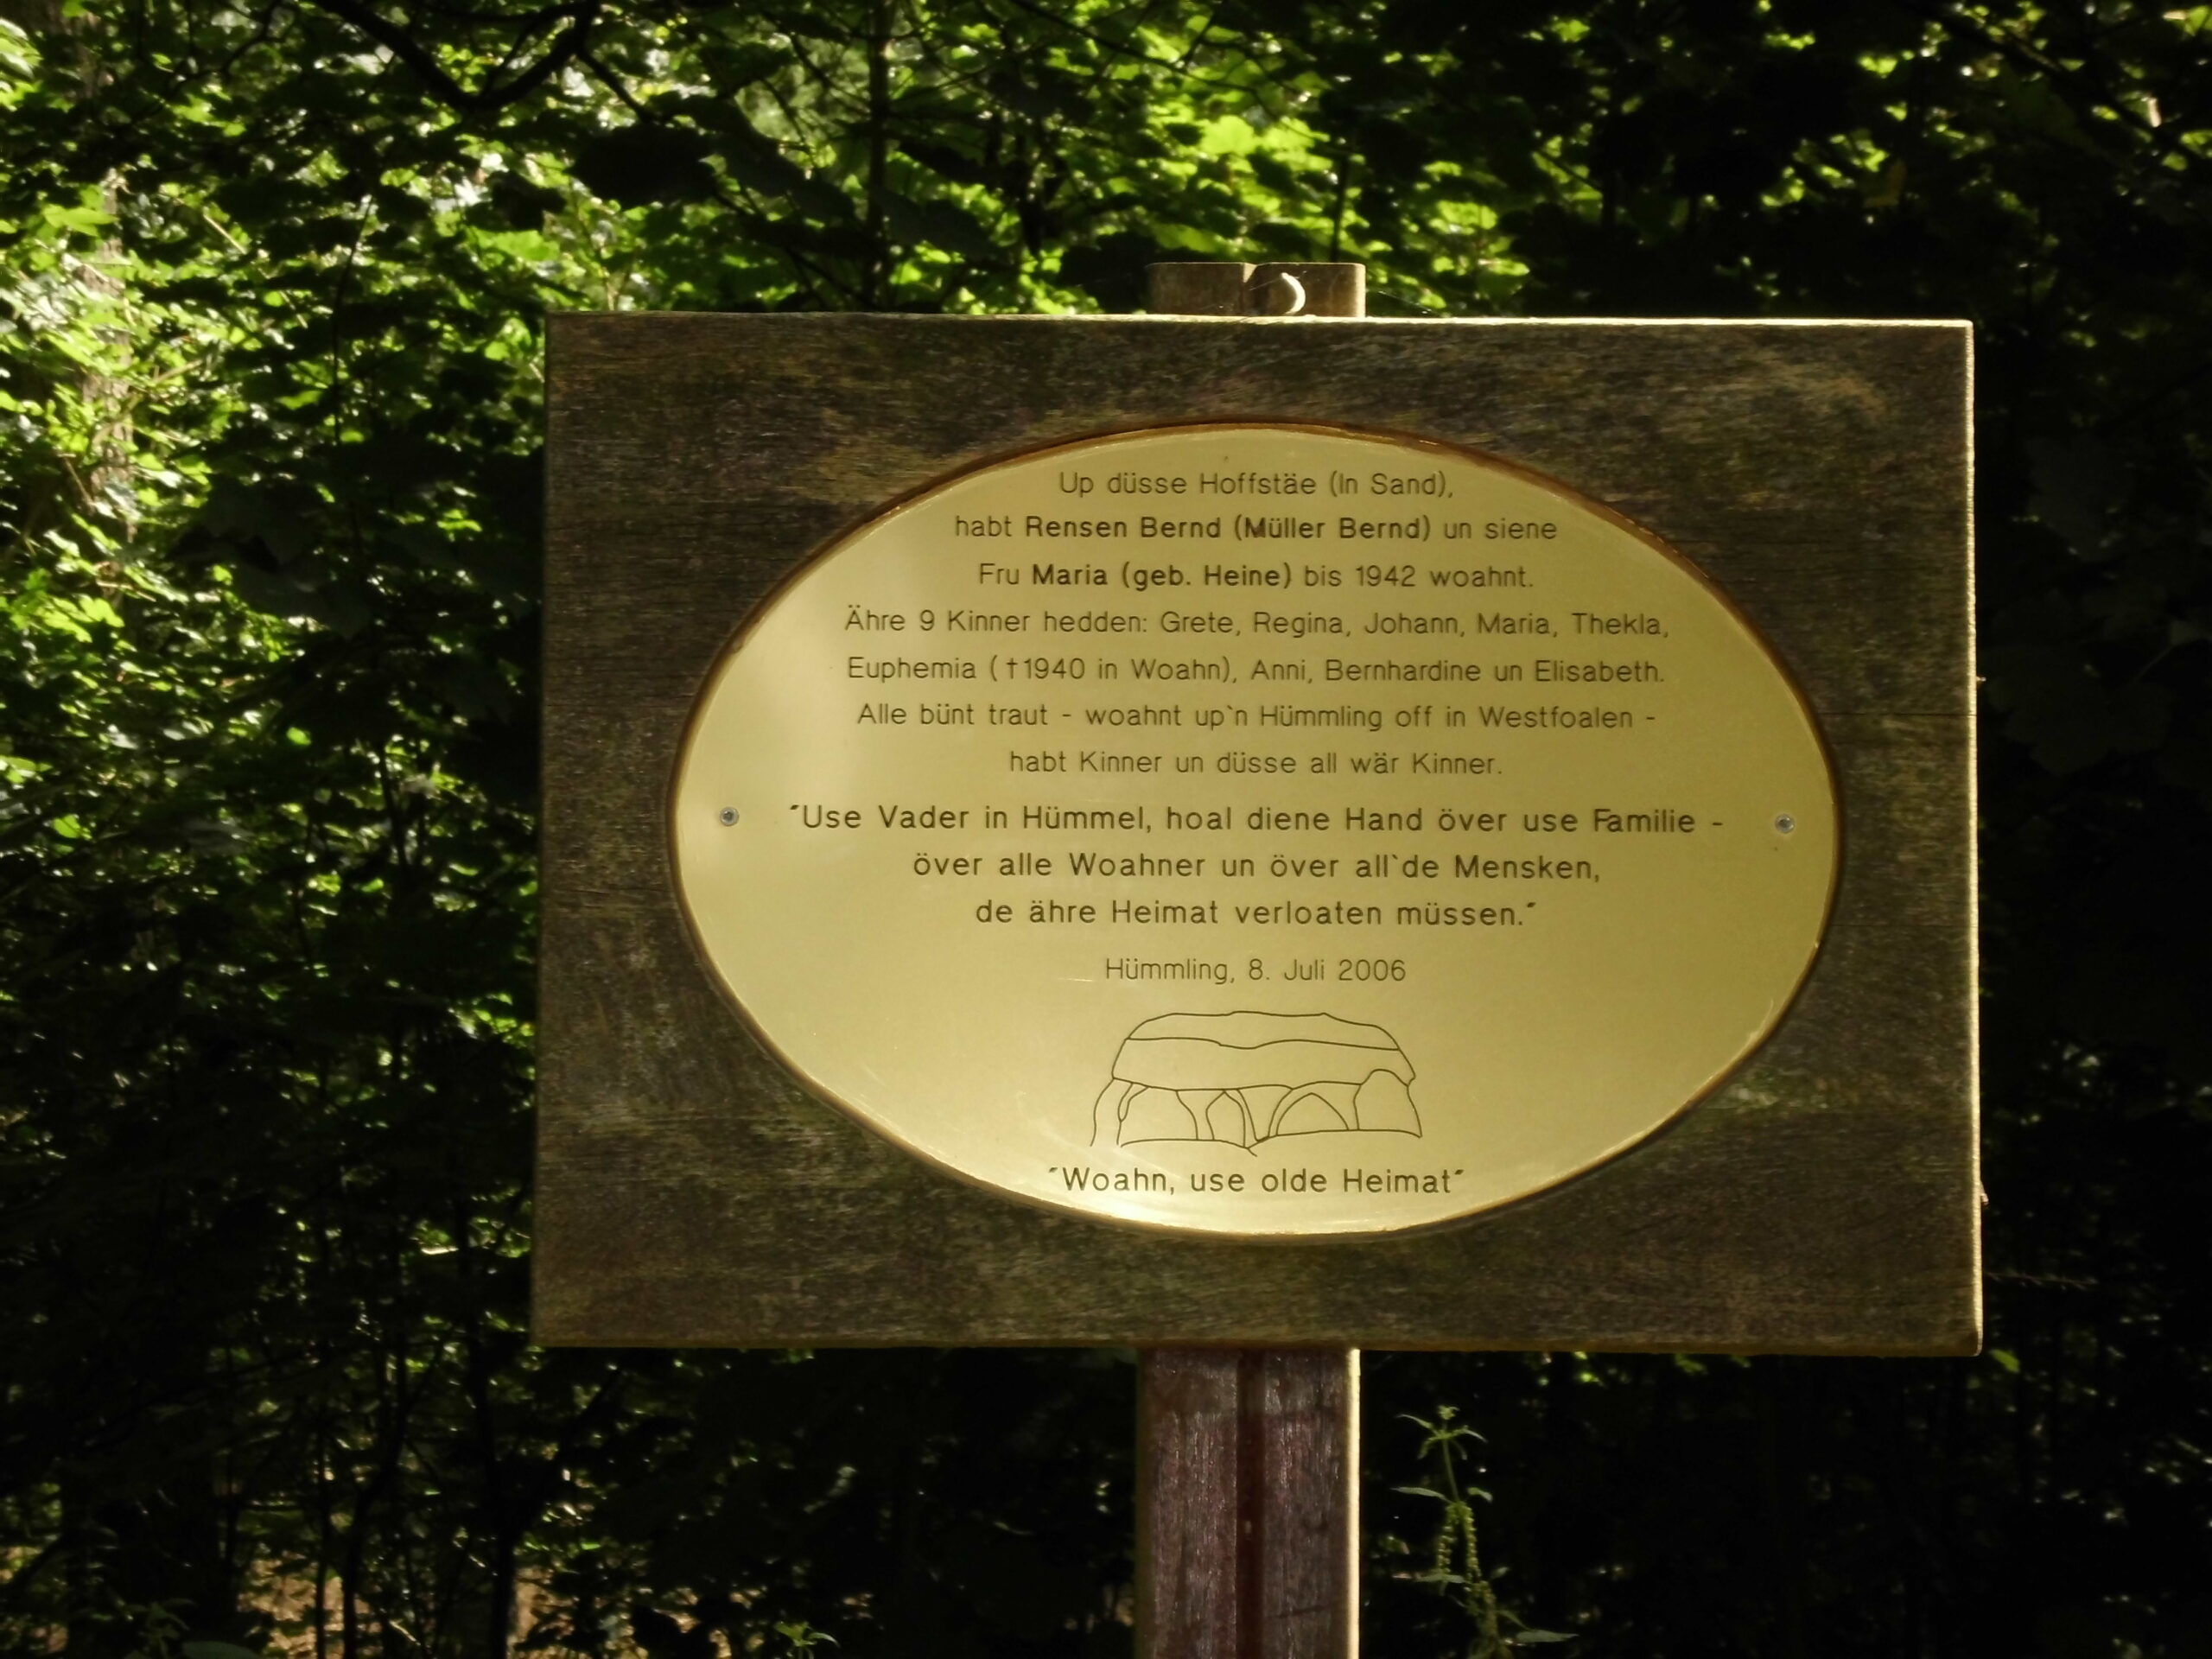 Up düsse Hoffstäe (In Sand),
habt Rensen Bernd (Müller Bernd) un siene
Fru Maria (geb. Heine) bis 1942 woahnt.
Ähre 9 Kinner hedden: Grete, Regina, Johann, Maria, Thekla,
Euphemia (†1940 in Woahn), Anni, Bernhardine un Elisabeth.
Alle bünt traut - woahnt up`n Hümmling off in Westfoalen -
habt Kinner un düsse all wär Kinner.
"Use Vader in Hümmel, hoal diene Hand över use Familie -
över alle Woahner un över all`de Mensken,
de ähre Heimat verloaten müssen."
Hümmling, 8. Juli 2006
"Woahn, use olde Heimat"